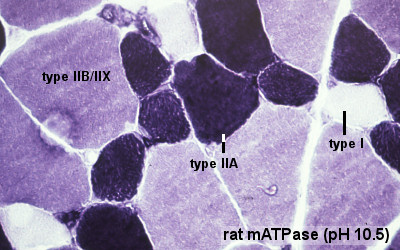 type IIB/IIX
type I
type IIA
rat mATPase (pH 10.5)